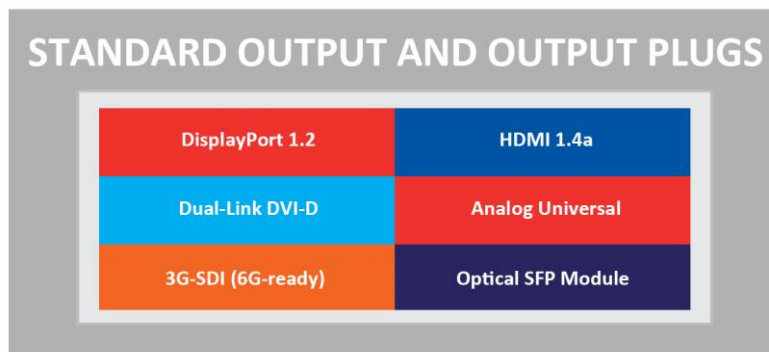 STANDARD OUTPUT AND OUTPUT PLUGS
DisplayPort 1.2
HDMI 1.4a
Dual-Link DVI-D
Analog Universal
3G-SDI (6G-ready)
Optical SFP Module